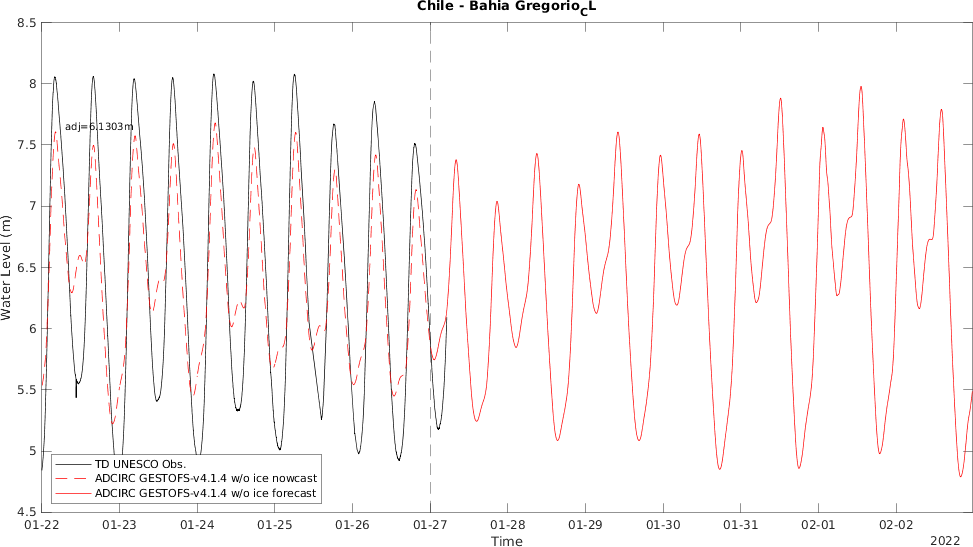 Chile - Bahia GregorioCL
8.5
8
7.5
7
6.5
6
5.5
5
4.5
Water Level (m)
adj=6.1303m
TD UNESCO Obs.
ADCIRC GESTOFS-v4.1.4 w/o ice nowcast
ADCIRC GESTOFS-v4.1.4 w/o ice forecast
01-22 01-23 01-24 01-25 01-26 01-27 01-28 01-29 01-30 01-31 02-01 02-02
Time
2022